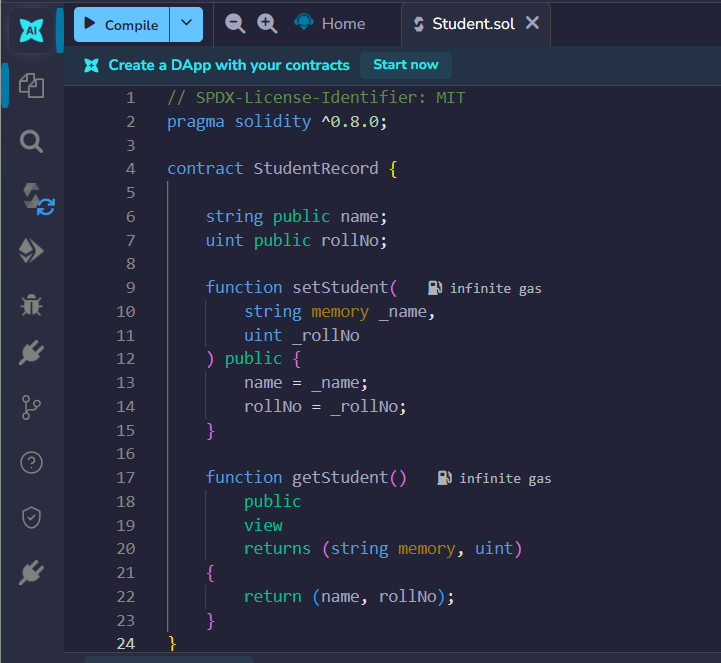 AI
Compile
Home
Student.sol
Create a DApp with your contracts Start now
1 // SPDX-License-Identifier: MIT
2 pragma solidity ^0.8.0;
3
4 contract StudentRecord {
5
6 string public name;
7 uint public rollNo;
8
9 function setStudent( infinite gas
10 string memory _name,
11 uint _rollNo
12 ) public {
13 name = _name;
14 rollNo = _rollNo;
15 }
16
17 function getStudent() infinite gas
18 public
19 view
20 returns (string memory, uint)
21 {
22 return (name, rollNo);
23 }
24 }